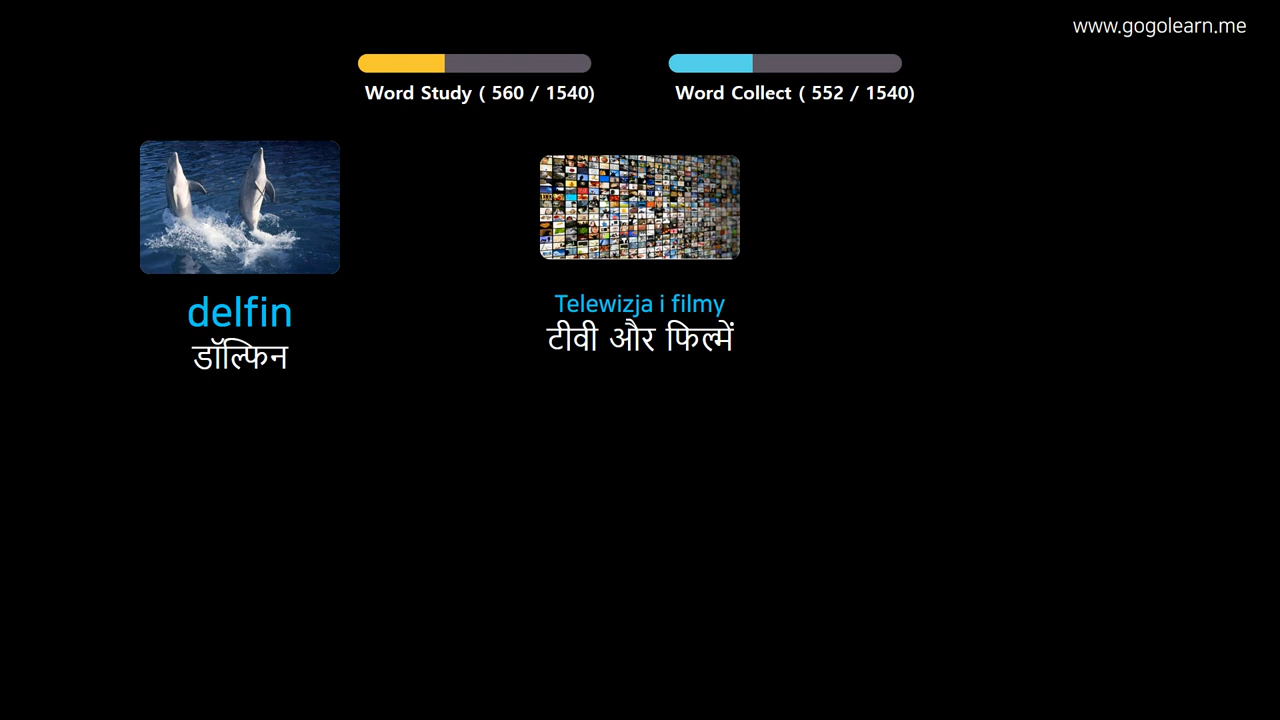 www.gogolearn.me
Word Study ( 560 / 1540)
Word Collect ( 552 / 1540)
delfin
डॉल्फिन
Telewizja i filmy
टीवी और फिल्में